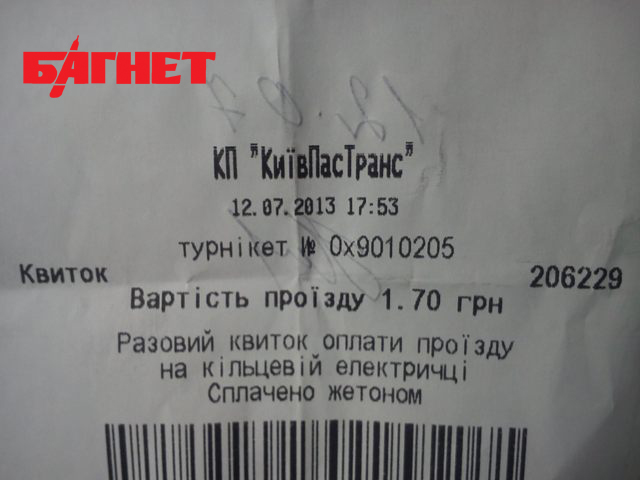 БАГНЕТ
КП "КиївПасТранс"
12.07.2013 17:53
турнікет № 0x9010205
Квиток 206229
Вартість проїзду 1.70 грн
Разовий квиток оплати проїзду
на кільцевій електричці
Сплачено жетоном